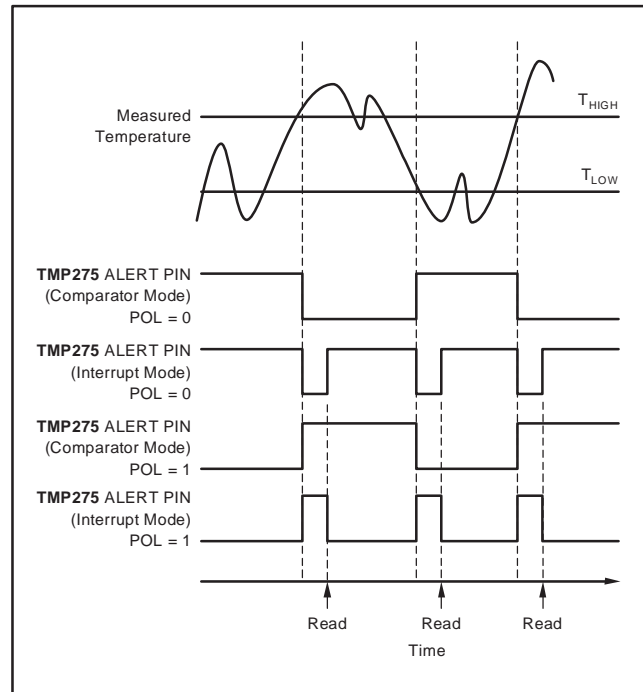 Measured
Temperature
THIGH
TLOW
TMP275 ALERT PIN
(Comparator Mode)
POL = 0
TMP275 ALERT PIN
(Interrupt Mode)
POL = 0
TMP275 ALERT PIN
(Comparator Mode)
POL = 1
TMP275 ALERT PIN
(Interrupt Mode)
POL = 1
Read Read Read
Time